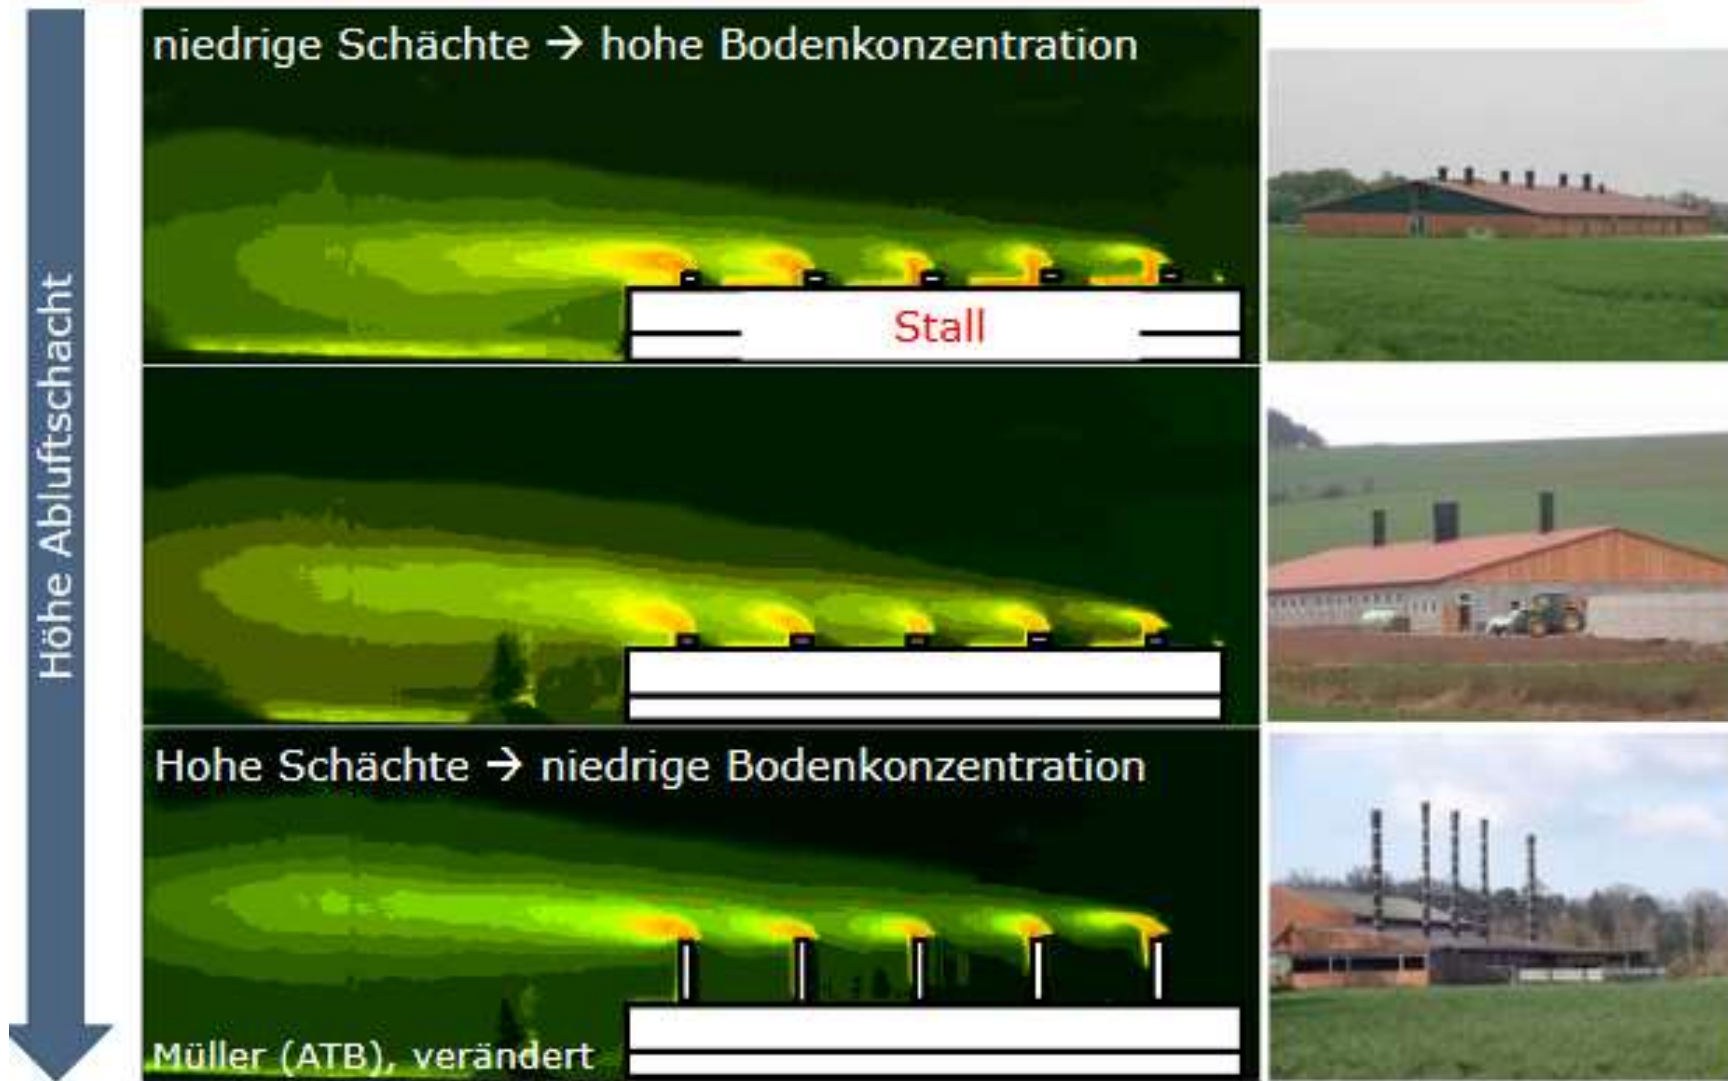 niedrige Schächte → hohe Bodenkonzentration
Stall
Höhe Abluftschacht
Hohe Schächte → niedrige Bodenkonzentration
Müller (ATB), verändert